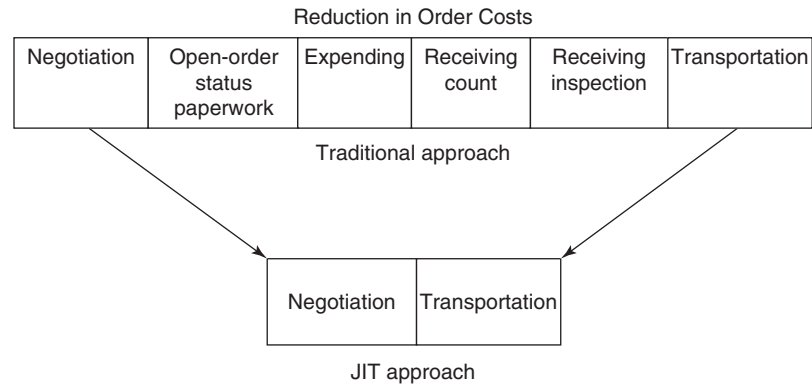 Reduction in Order Costs
Negotiation
Open-order
status
paperwork
Expending
Receiving
count
Receiving
inspection
Transportation
Traditional approach
Negotiation
Transportation
JIT approach